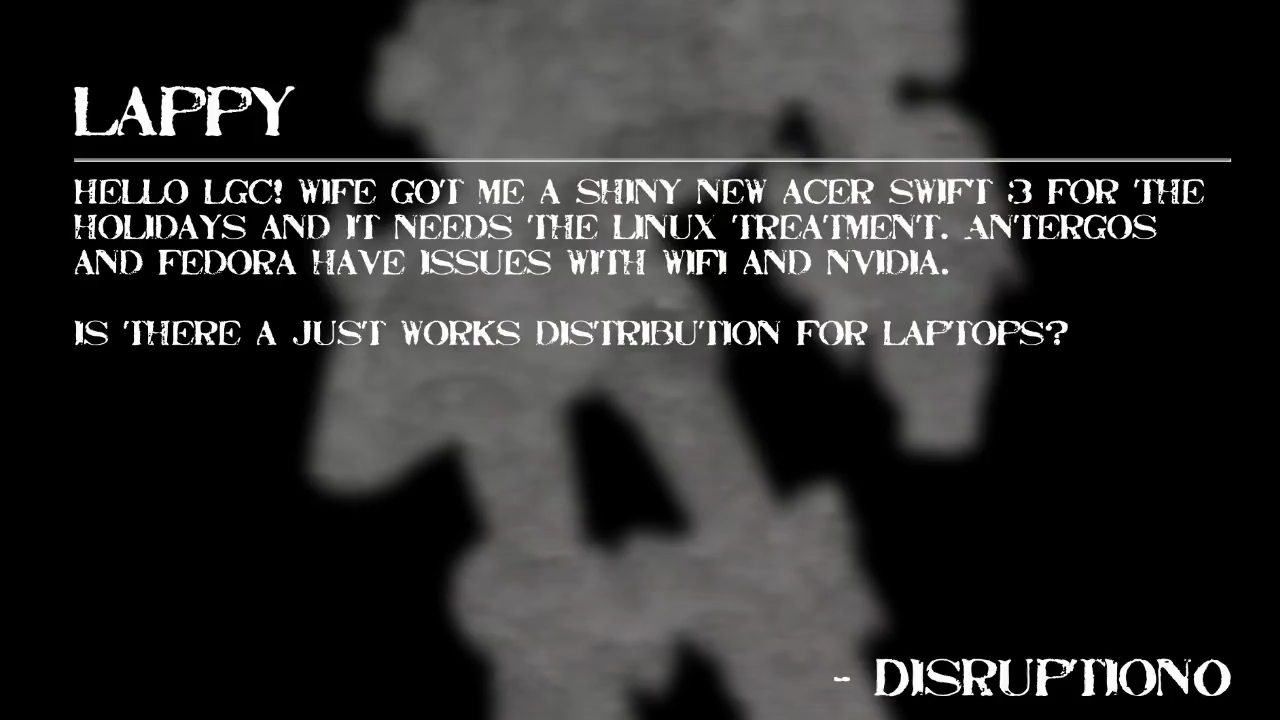 LAPPY
HELLO LGC! WIFE GOT ME A SHINY NEW ACER SWIFT 3 FOR THE
HOLIDAYS AND IT NEEDS THE LINUX TREATMENT. ANTERGOS
AND FEDORA HAVE ISSUES WITH WIFI AND NVIDIA.
IS THERE A JUST WORKS DISTRIBUTION FOR LAPTOPS?
- DISRUPTIONO